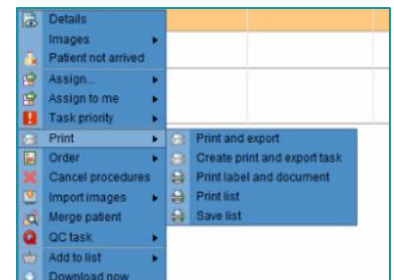 Details
Images
Patient not arrived
Assign...
Assign to me
Task priority
Print
Print and export
Order
Create print and export task
Cancel procedures
Print label and document
Import images
Print list
Merge patient
Save list
QC task
Add to list
Download now